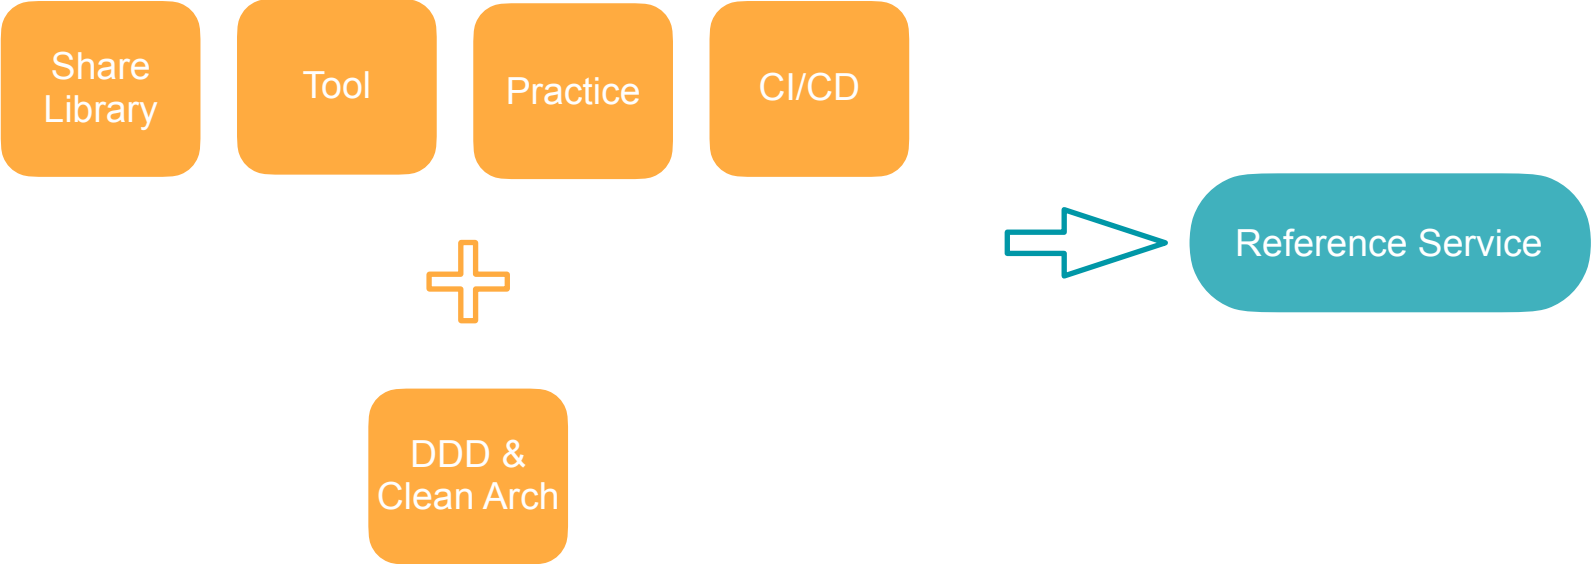 Share
Library
Tool
Practice
CI/CD
Reference Service
DDD &
Clean Arch